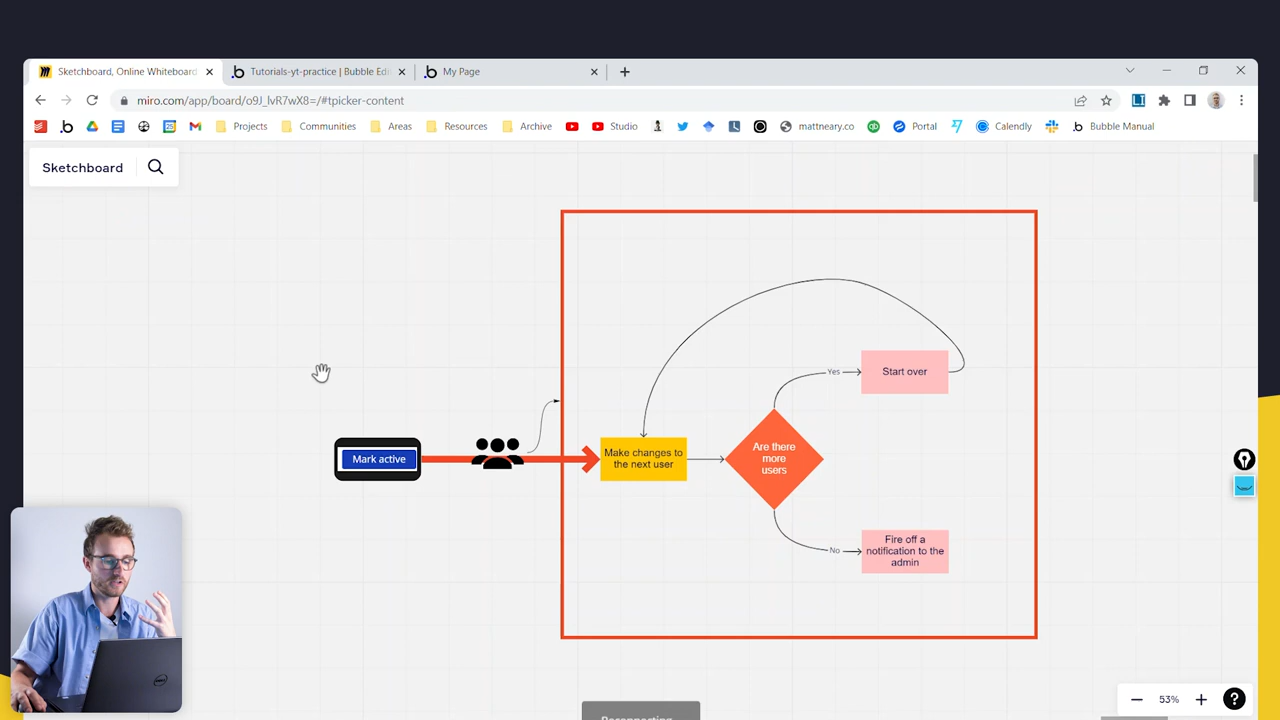 Sketchboard, Online Whiteboard
Tutorials-yt-practice | Bubble Edi
My Page
miro.com/app/board/o9J_lvR7wX8=/#tpicker-content
Projects
Communities
Areas
Resources
Archive
Studio
mattneary.co
Portal
Calendly
Bubble Manual
Sketchboard
Mark active
Make changes to
the next user
Are there
more
users
Yes
Start over
No
Fire off a
notification to the
admin
53%
DELL